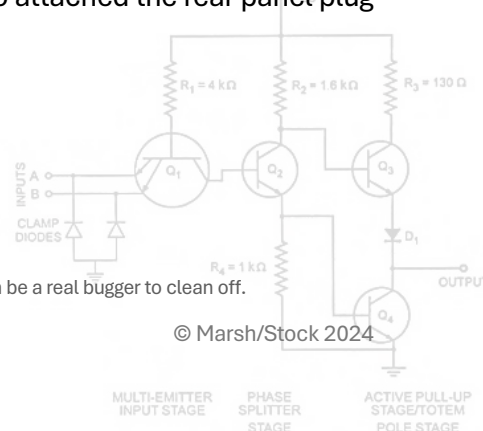 attached the rear panel plug
R1 = 4 kΩ
R2 = 1.6 kΩ
R3 = 130 Ω
INPUTS
A
B
Q1
Q2
Q3
CLAMP
DIODES
D1
R4 = 1 kΩ
OUTPU
be a real bugger to clean off.
Q4
© Marsh/Stock 2024
MULTI-EMITTER
INPUT STAGE
PHASE
SPLITTER
STAGE
ACTIVE PULL-UP
STAGE/TOTEM
POLE STAGE